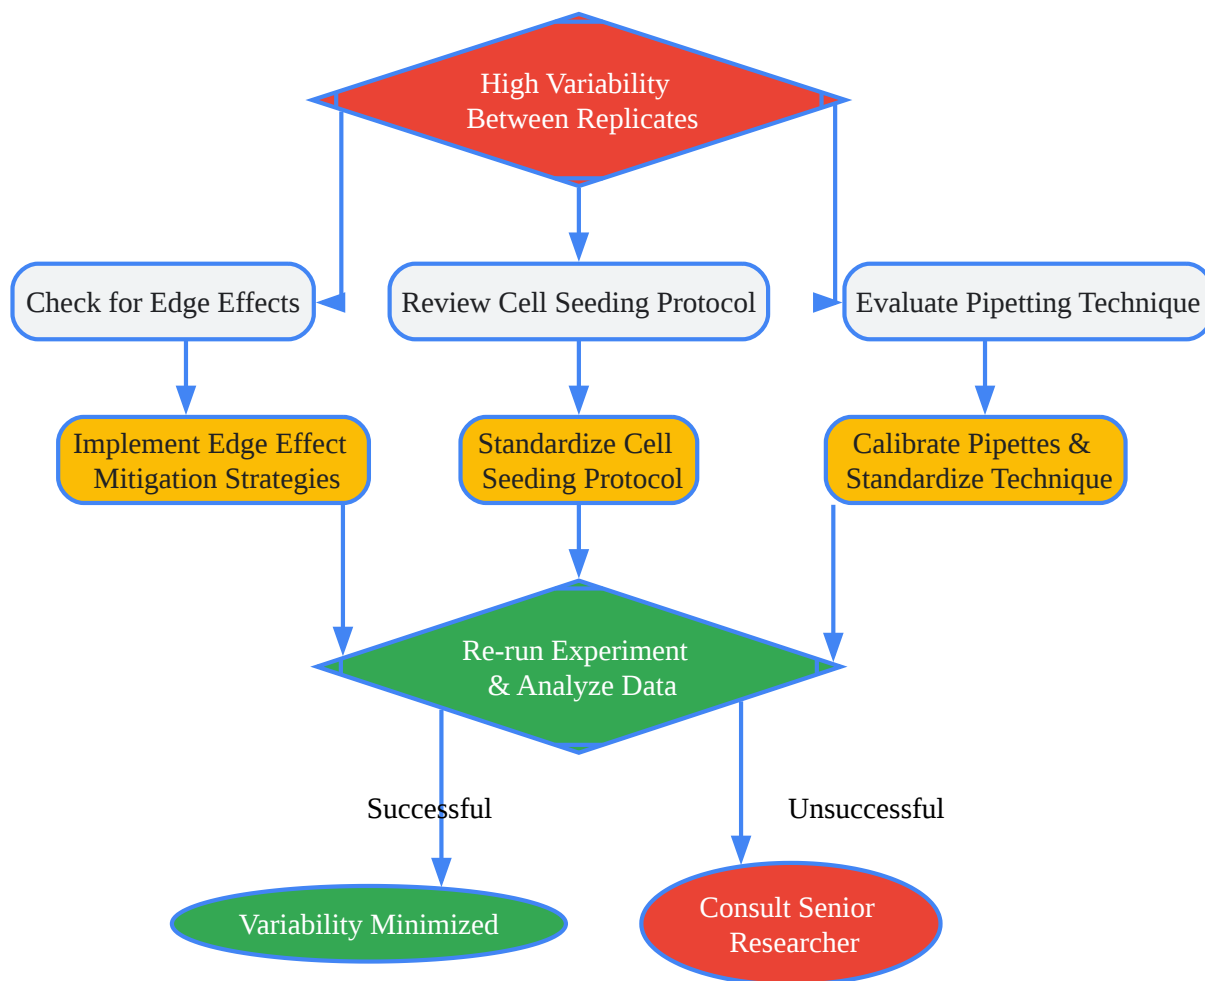 High Variability
Between Replicates
Check for Edge Effects
Review Cell Seeding Protocol
Evaluate Pipetting Technique
Implement Edge Effect
Mitigation Strategies
Standardize Cell
Seeding Protocol
Calibrate Pipettes &
Standardize Technique
Re-run Experiment
& Analyze Data
Successful
Unsuccessful
Variability Minimized
Consult Senior
Researcher